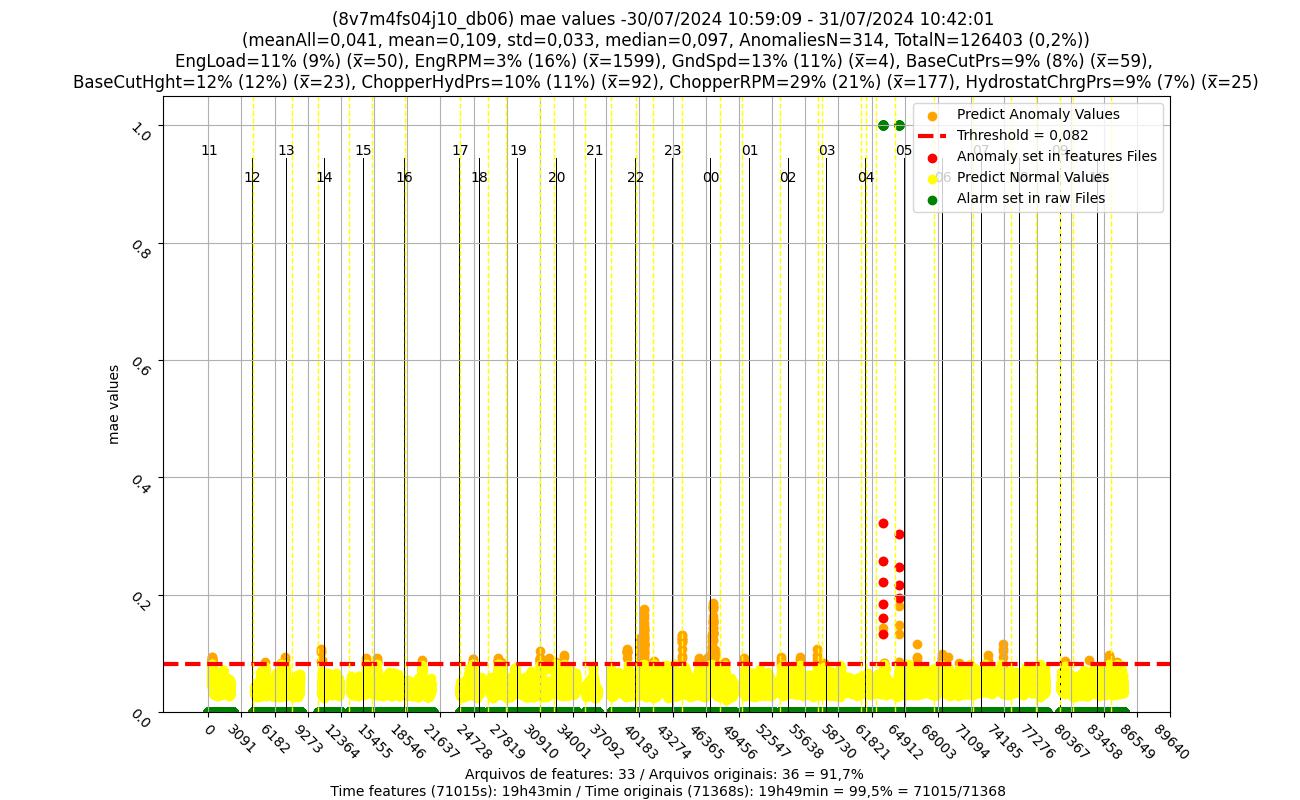 (8v7m4fs04j10_db06) mae values -30/07/2024 10:59:09 - 31/07/2024 10:42:01
(meanAll=0,041, mean=0,109, std=0,033, median=0,097, AnomaliesN=314, TotalN=126403 (0,2%))
EngLoad=11% (9%) (x̅=50), EngRPM=3% (16%) (x̅=1599), GndSpd=13% (11%) (x̅=4), BaseCutPrs=9% (8%) (x̅=59),
BaseCutHght=12% (12%) (x̅=23), ChopperHydPrs=10% (11%) (x̅=92), ChopperRPM=29% (21%) (x̅=177), HydrostatChrgPrs=9% (7%) (x̅=25)
Predict Anomaly Values
Trhreshold = 0,082
Anomaly set in features Files
Predict Normal Values
Alarm set in raw Files
11 13 15 17 19 21 23 01 03 05 07 09
12 14 16 18 20 22 00 02 04 06
1.0
0.8
0.6
0.4
0.2
0.0
mae values
0 3091 6182 9273 12364 15455 18546 21637 24728 27819 30910 34001 37092 40183 43274 46365 49456 52547 55638 58730 61821 64912 68003 71094 74185 77276 80367 83458 86549 89640
Arquivos de features: 33 / Arquivos originais: 36 = 91,7%
Time features (71015s): 19h43min / Time originais (71368s): 19h49min = 99,5% = 71015/71368